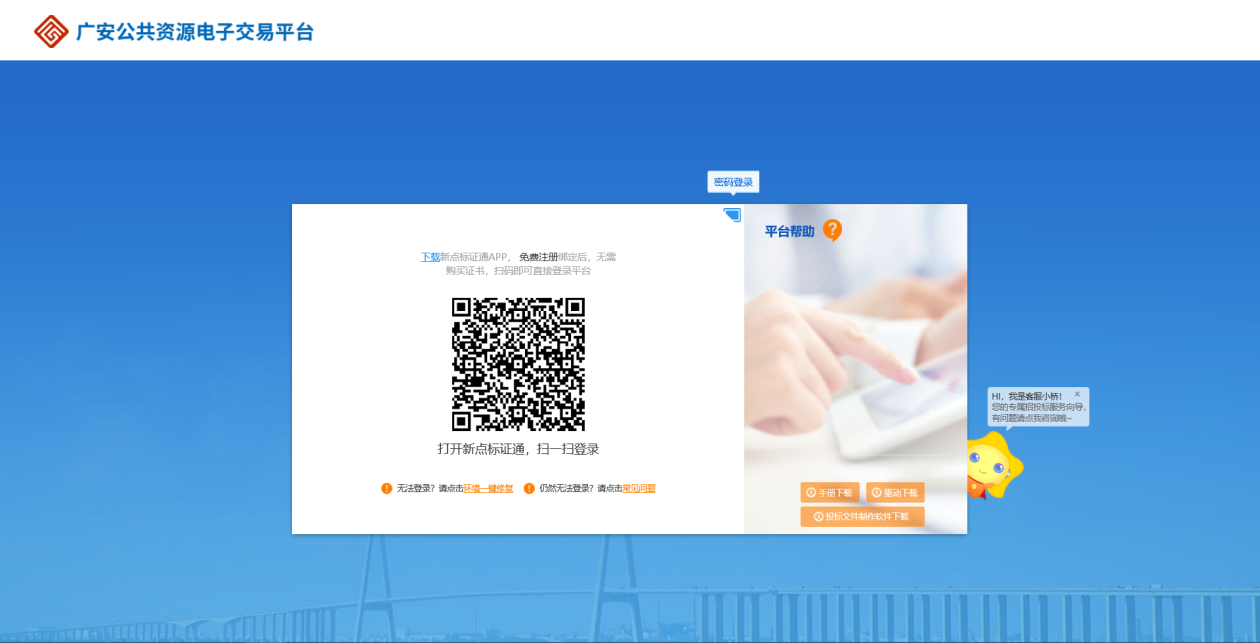 广安公共资源电子交易平台
密码登录
下载新点标证通APP， 免费注册绑定后，无需
购买证书，扫码即可直接登录平台
打开新点标证通，扫一扫登录
无法登录？请点击环境一键修复 仍然无法登录？请点击常见问题
平台帮助
手册下载 驱动下载
投标文件制作软件下载
HI，我是客服小桥！
您的专属招投标服务向导，
有问题请点我咨询哦~